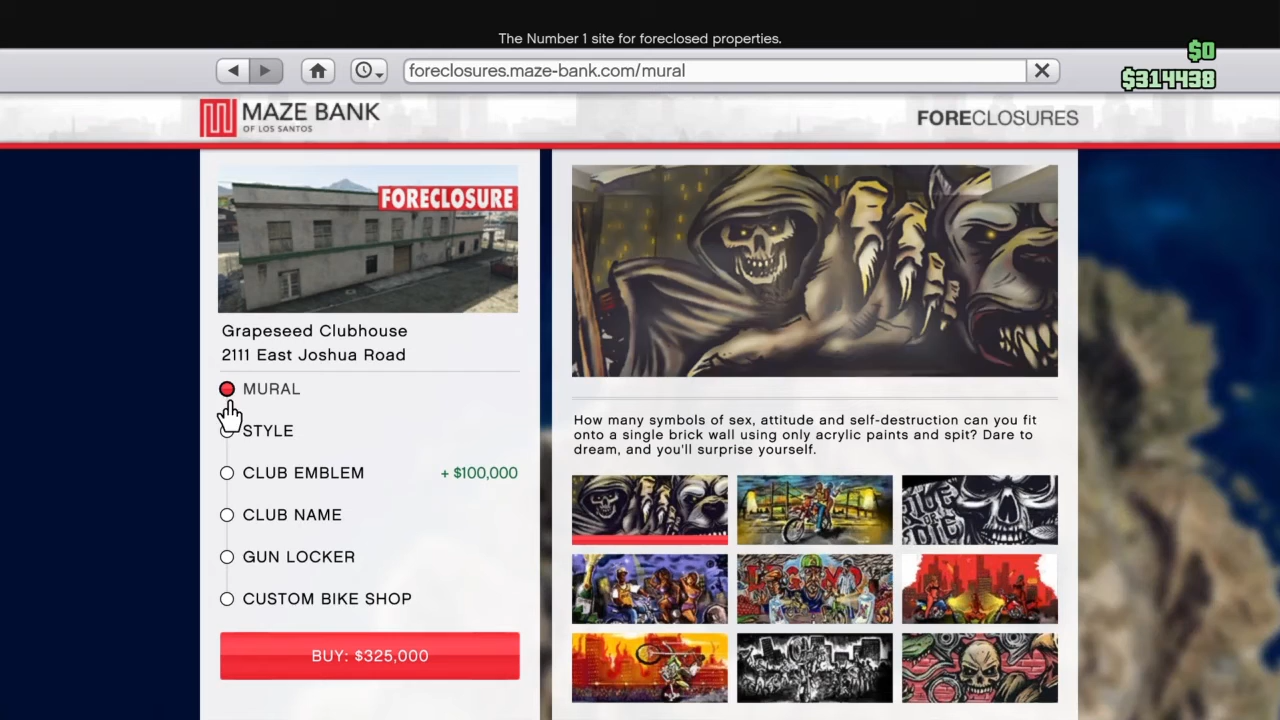 The Number 1 site for foreclosed properties.
$0
$314438
foreclosures.maze-bank.com/mural
MAZE BANK
OF LOS SANTOS
FORECLOSURES
FORECLOSURE
Grapeseed Clubhouse
2111 East Joshua Road
MURAL
STYLE
CLUB EMBLEM + $100,000
CLUB NAME
GUN LOCKER
CUSTOM BIKE SHOP
BUY: $325,000
How many symbols of sex, attitude and self-destruction can you fit
onto a single brick wall using only acrylic paints and spit? Dare to
dream, and you'll surprise yourself.
RIDE
OR
DIE